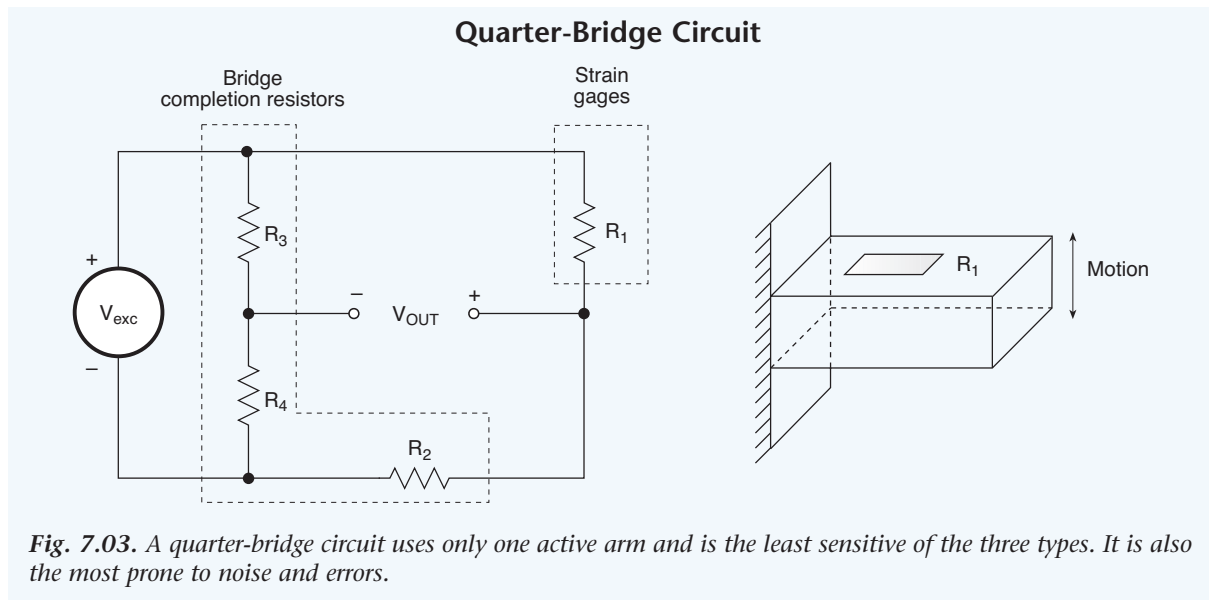 Quarter-Bridge Circuit
Bridge
completion resistors
Strain
gages
R3
R1
+
Vexc
–
–
VOUT
+
R4
R2
R1
Motion
Fig. 7.03. A quarter-bridge circuit uses only one active arm and is the least sensitive of the three types. It is also
the most prone to noise and errors.